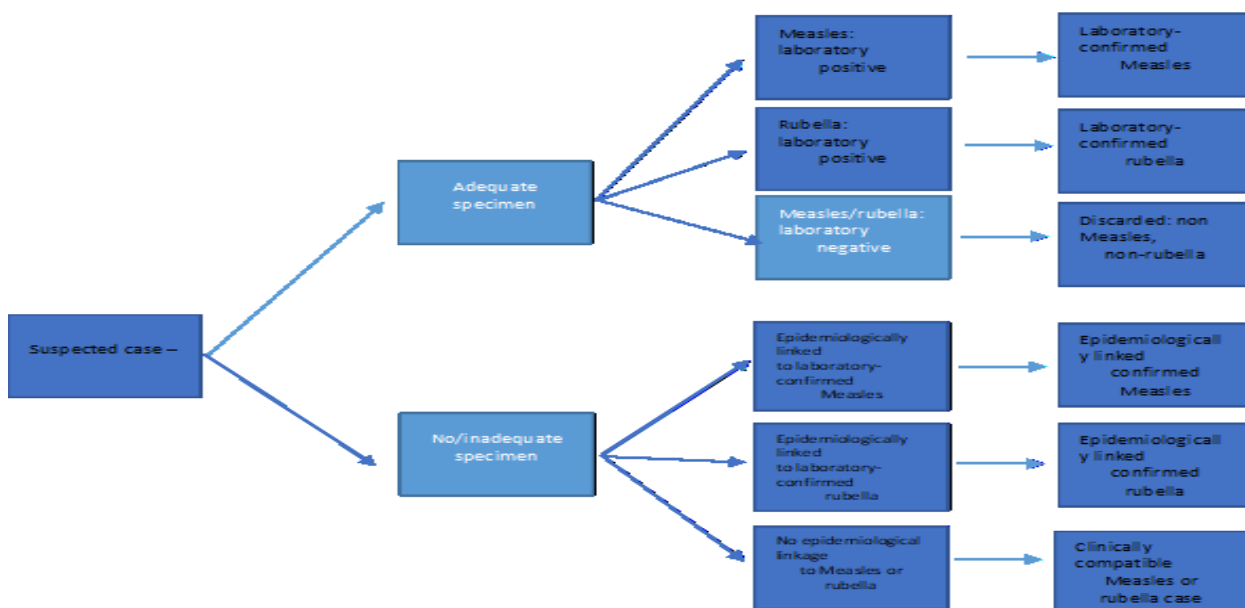 Suspected case –
Adequate
specimen
No/inadequate
specimen
Measles:
laboratory
positive
Rubella:
laboratory
positive
Measles/rubella:
laboratory
negative
Epidemiologically
linked
to laboratory-
confirmed
Measles
Epidemiologically
linked
to laboratory-
confirmed
rubella
No epidemiological
linkage
to Measles or
rubella
Laboratory-
confirmed
Measles
Laboratory-
confirmed
rubella
Discarded: non
Measles,
non-rubella
Epidemiologicall
y linked
confirmed
Measles
Epidemiologicall
y linked
confirmed
rubella
Clinically
compatible
Measles or
rubella case